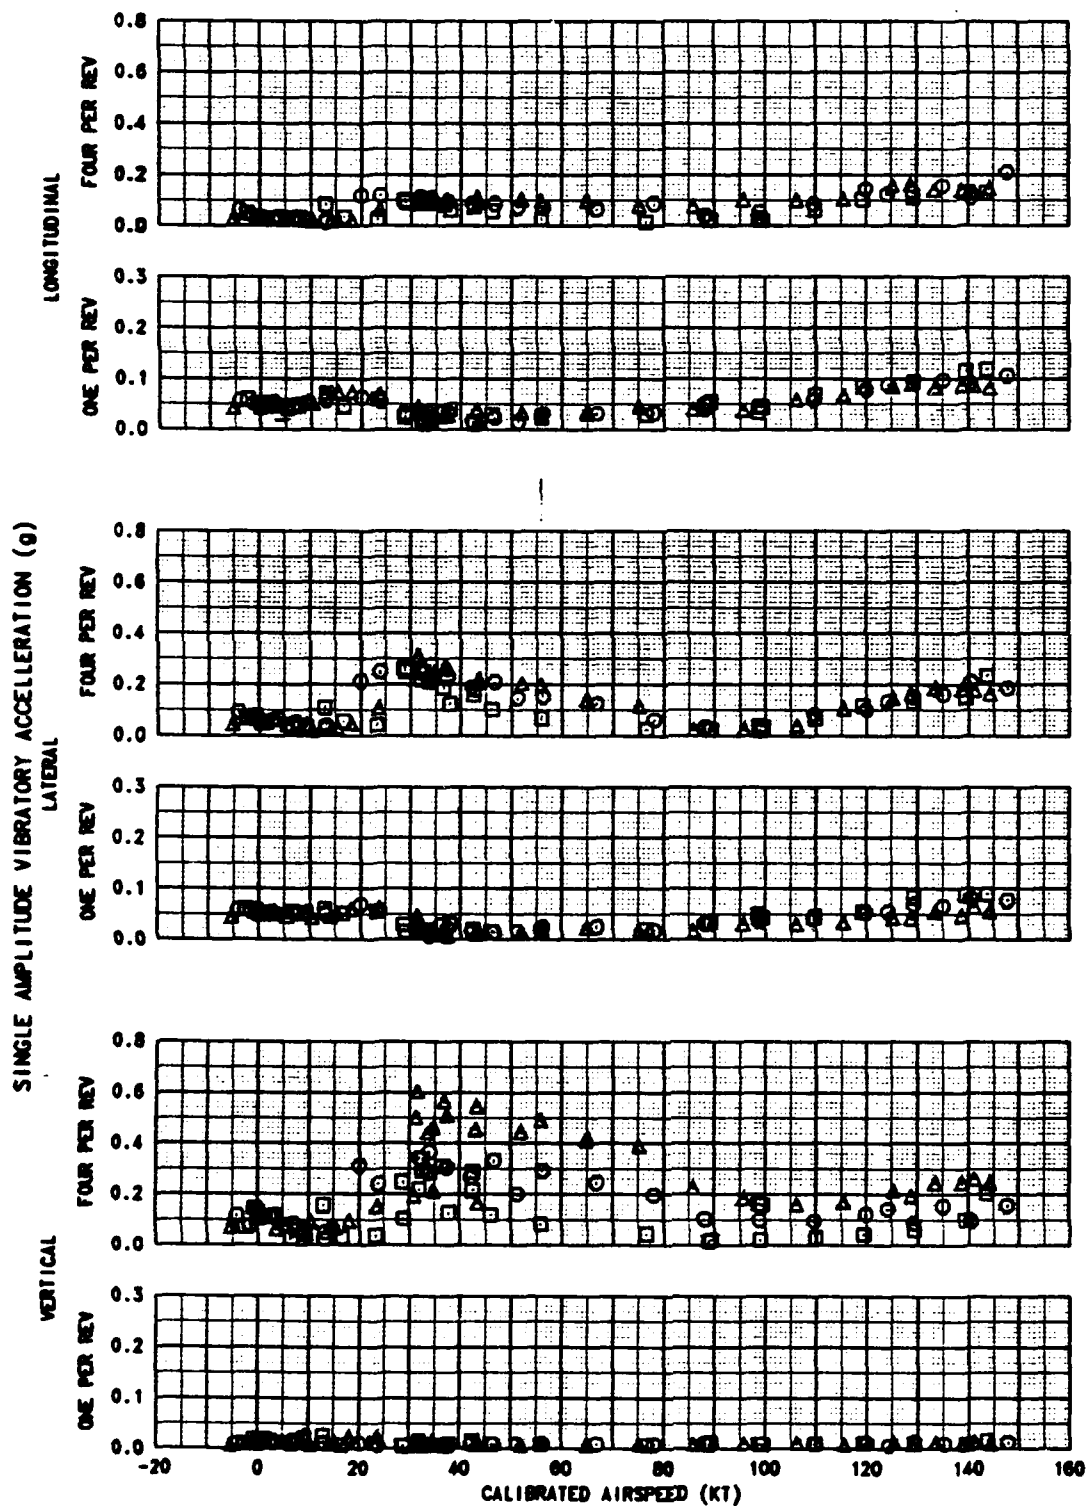 SINGLE AMPLITUDE VIBRATORY ACCELLERATION (g)
LONGITUDINAL
FOUR PER REV
0.8
0.6
0.4
0.2
0.0
ONE PER REV
0.3
0.2
0.1
0.0
LATERAL
FOUR PER REV
0.8
0.6
0.4
0.2
0.0
ONE PER REV
0.3
0.2
0.1
0.0
VERTICAL
FOUR PER REV
0.8
0.6
0.4
0.2
0.0
ONE PER REV
0.3
0.2
0.1
0.0
-20 0 20 40 60 80 100 120 140 160
CALIBRATED AIRSPEED (KT)